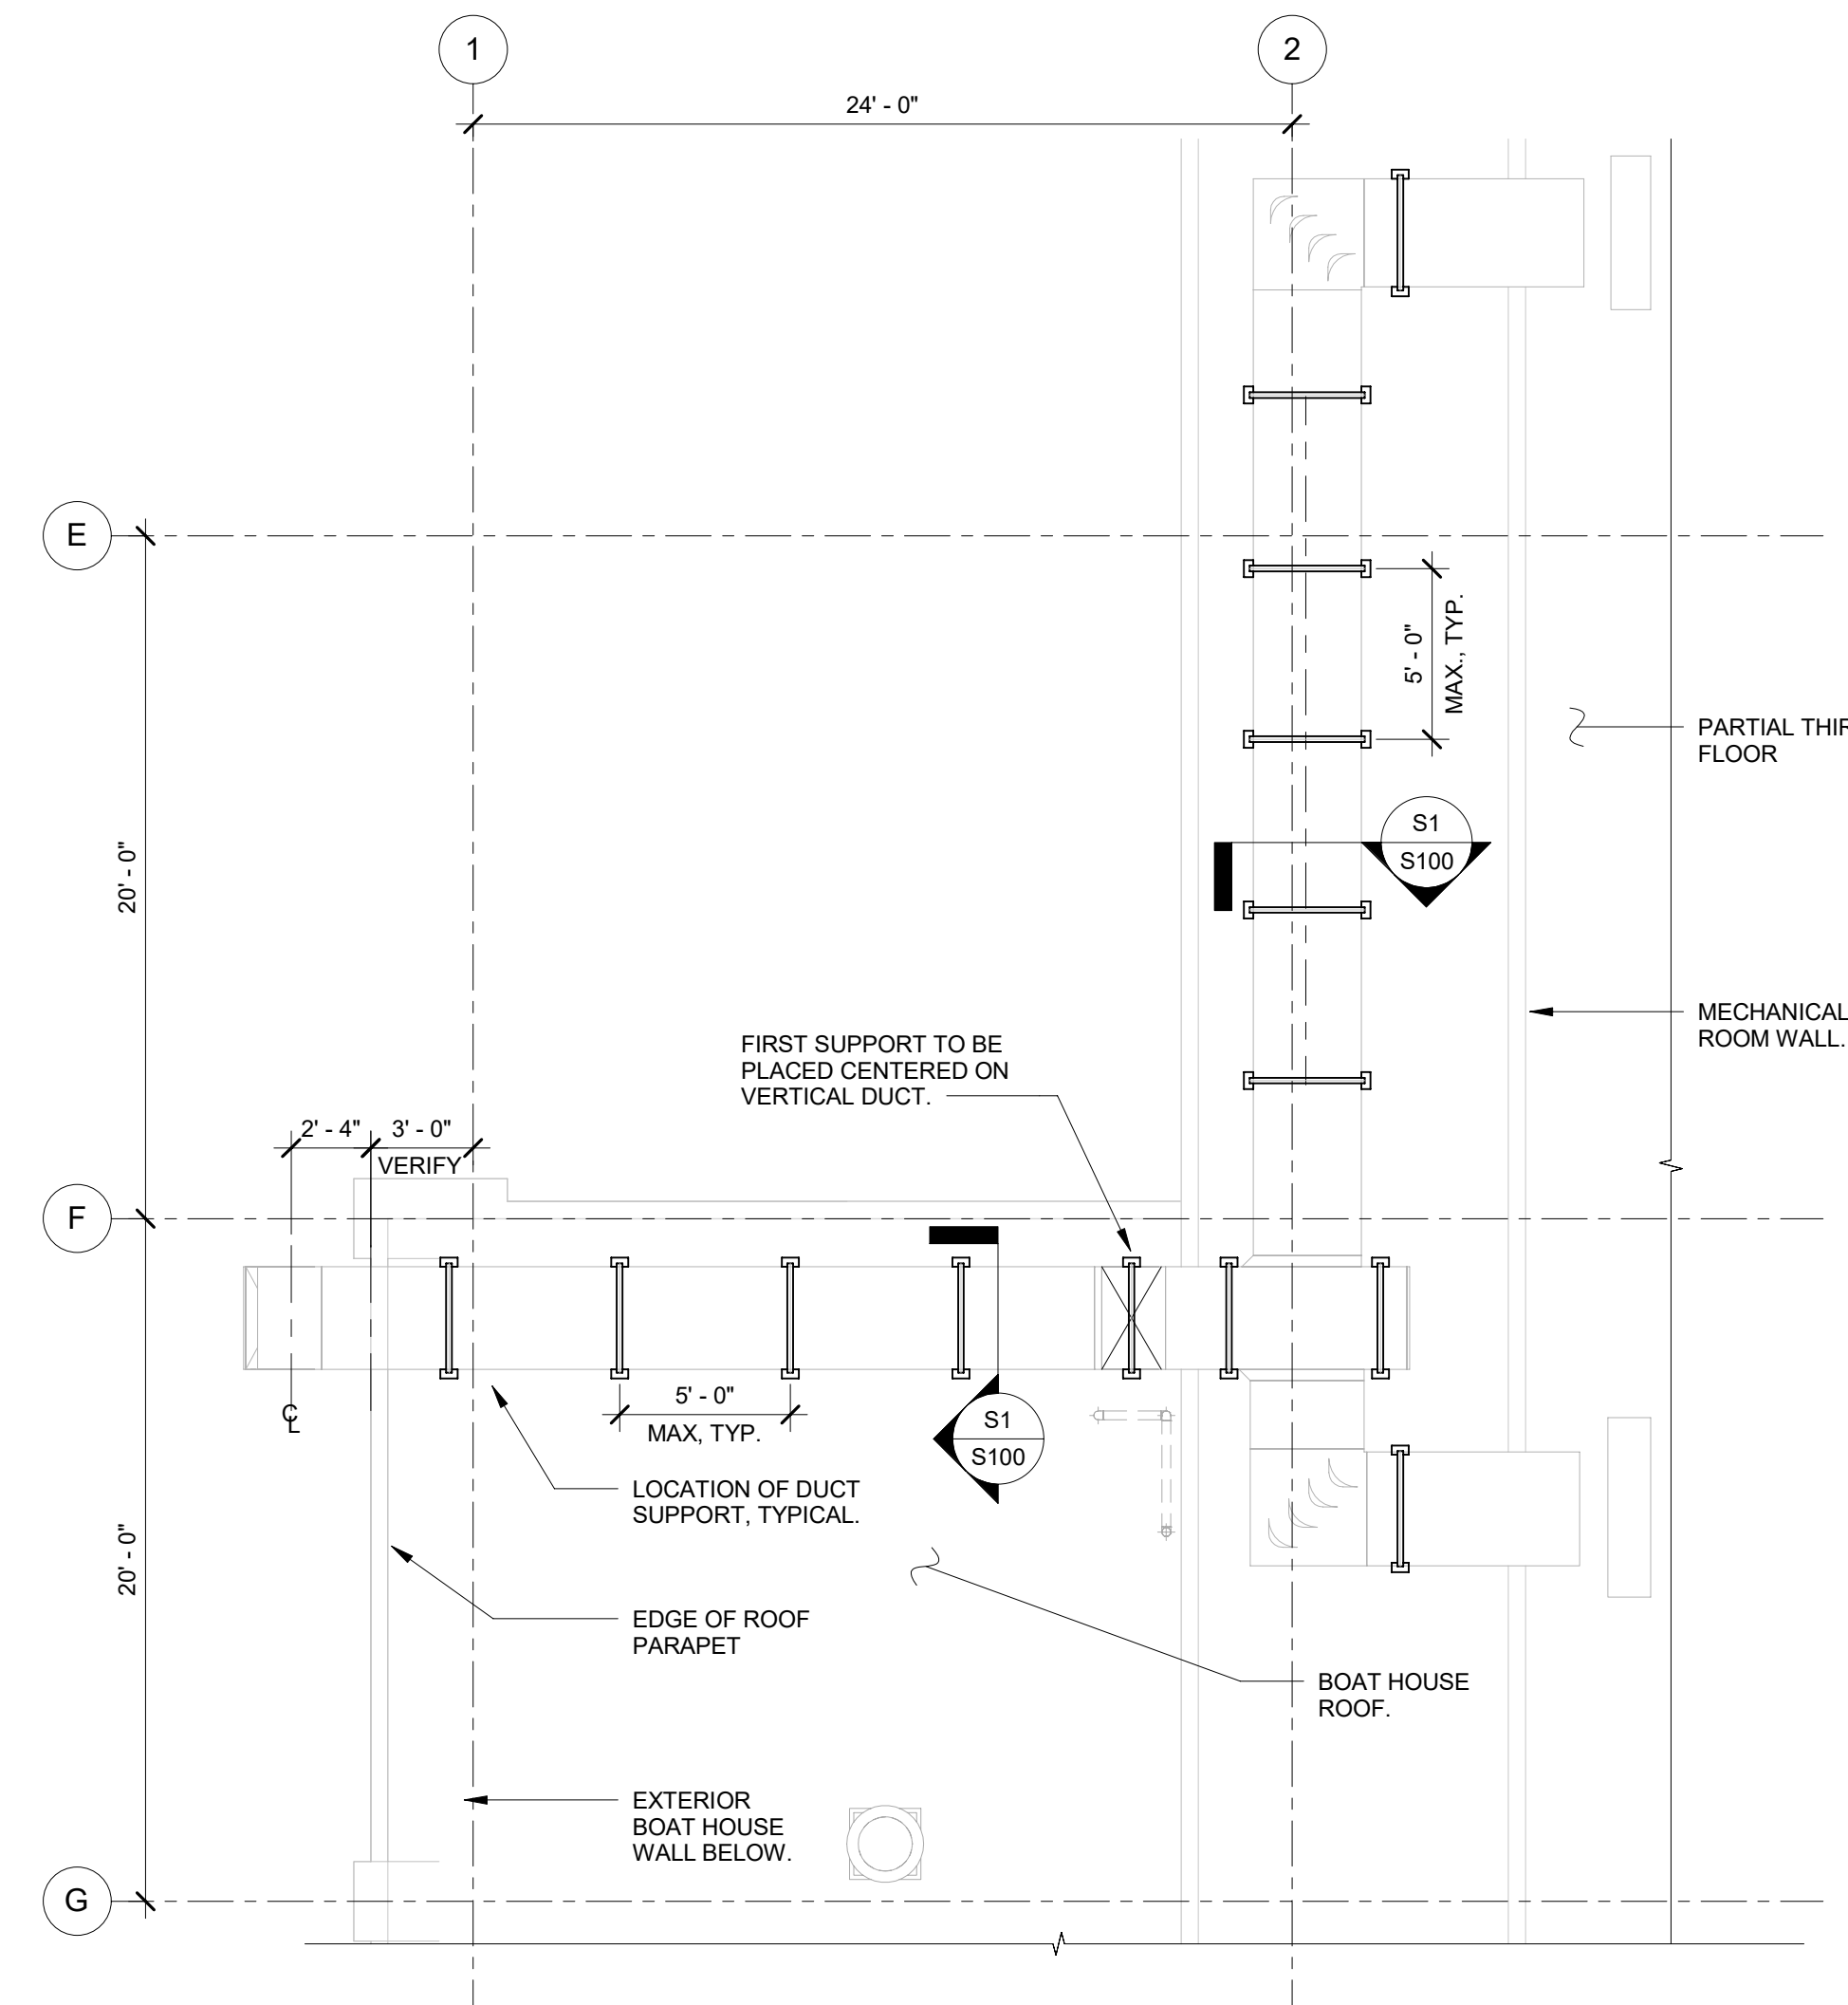 1
2
24' - 0"
E
5' - 0"
MAX., TYP.
PARTIAL THIR
FLOOR
S1
S100
20' - 0"
MECHANICAL
ROOM WALL.
FIRST SUPPORT TO BE
PLACED CENTERED ON
VERTICAL DUCT.
2' - 4"
3' - 0"
VERIFY
F
5' - 0"
MAX, TYP.
CL
S1
S100
LOCATION OF DUCT
SUPPORT, TYPICAL.
20' - 0"
EDGE OF ROOF
PARAPET
BOAT HOUSE
ROOF.
EXTERIOR
BOAT HOUSE
WALL BELOW.
G